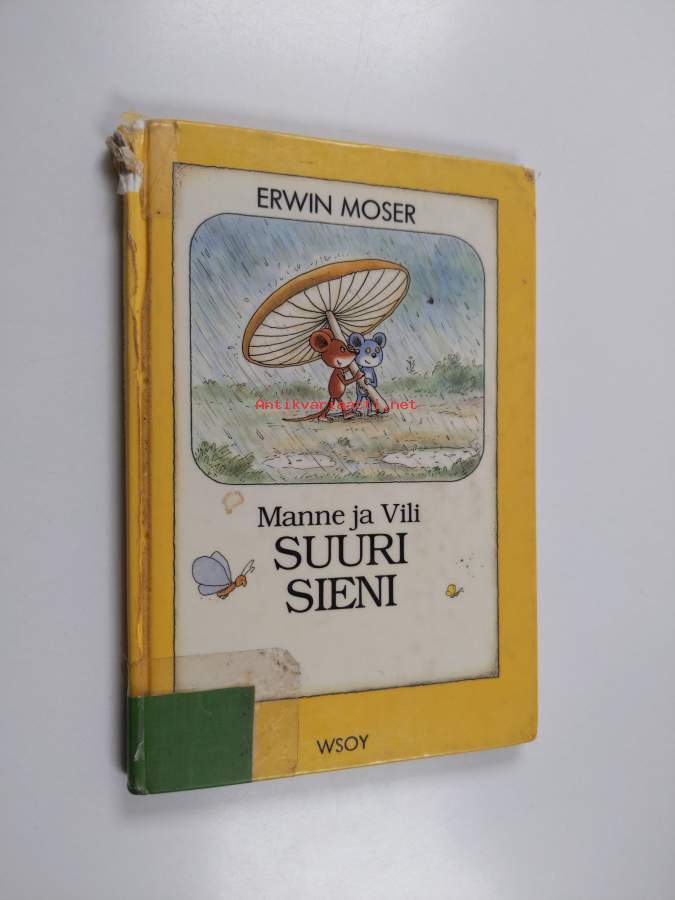 ERWIN MOSER
Antikvariaatti.net
Manne ja Vili
SUURI
SIENI
WSOY